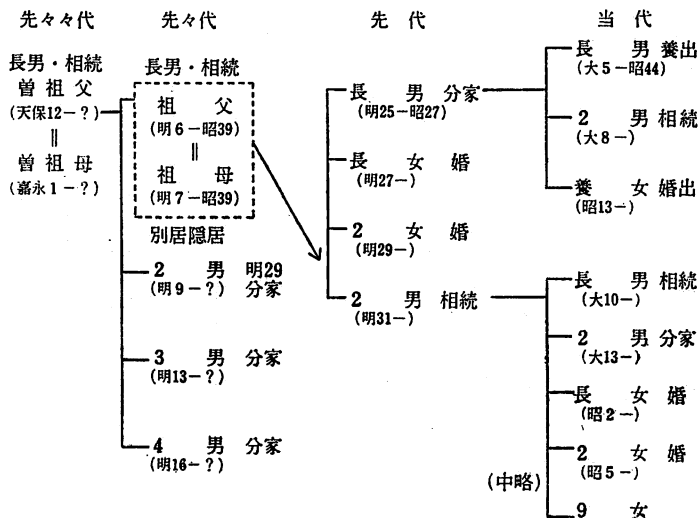 先々々代
先々代
先代
当代
長男・相続
曽祖父
(天保12－?)
‖
曽祖母
(嘉永1－?)
長男・相続
祖父
(明6－昭39)
‖
祖母
(明7－昭39)
別居隠居
2男 明29
(明9－?) 分家
3男 分家
(明13－?)
4男 分家
(明16－?)
長男 分家
(明25－昭27)
長女 婚
(明27－)
2女 婚
(明29－)
2男 相続
(明31－)
長男 養出
(大5－昭44)
2男 相続
(大8－)
養女 婚出
(昭13－)
長男 相続
(大10－)
2男 分家
(大13－)
長女 婚
(昭2－)
2女 婚
(昭5－)
(中略)
9女